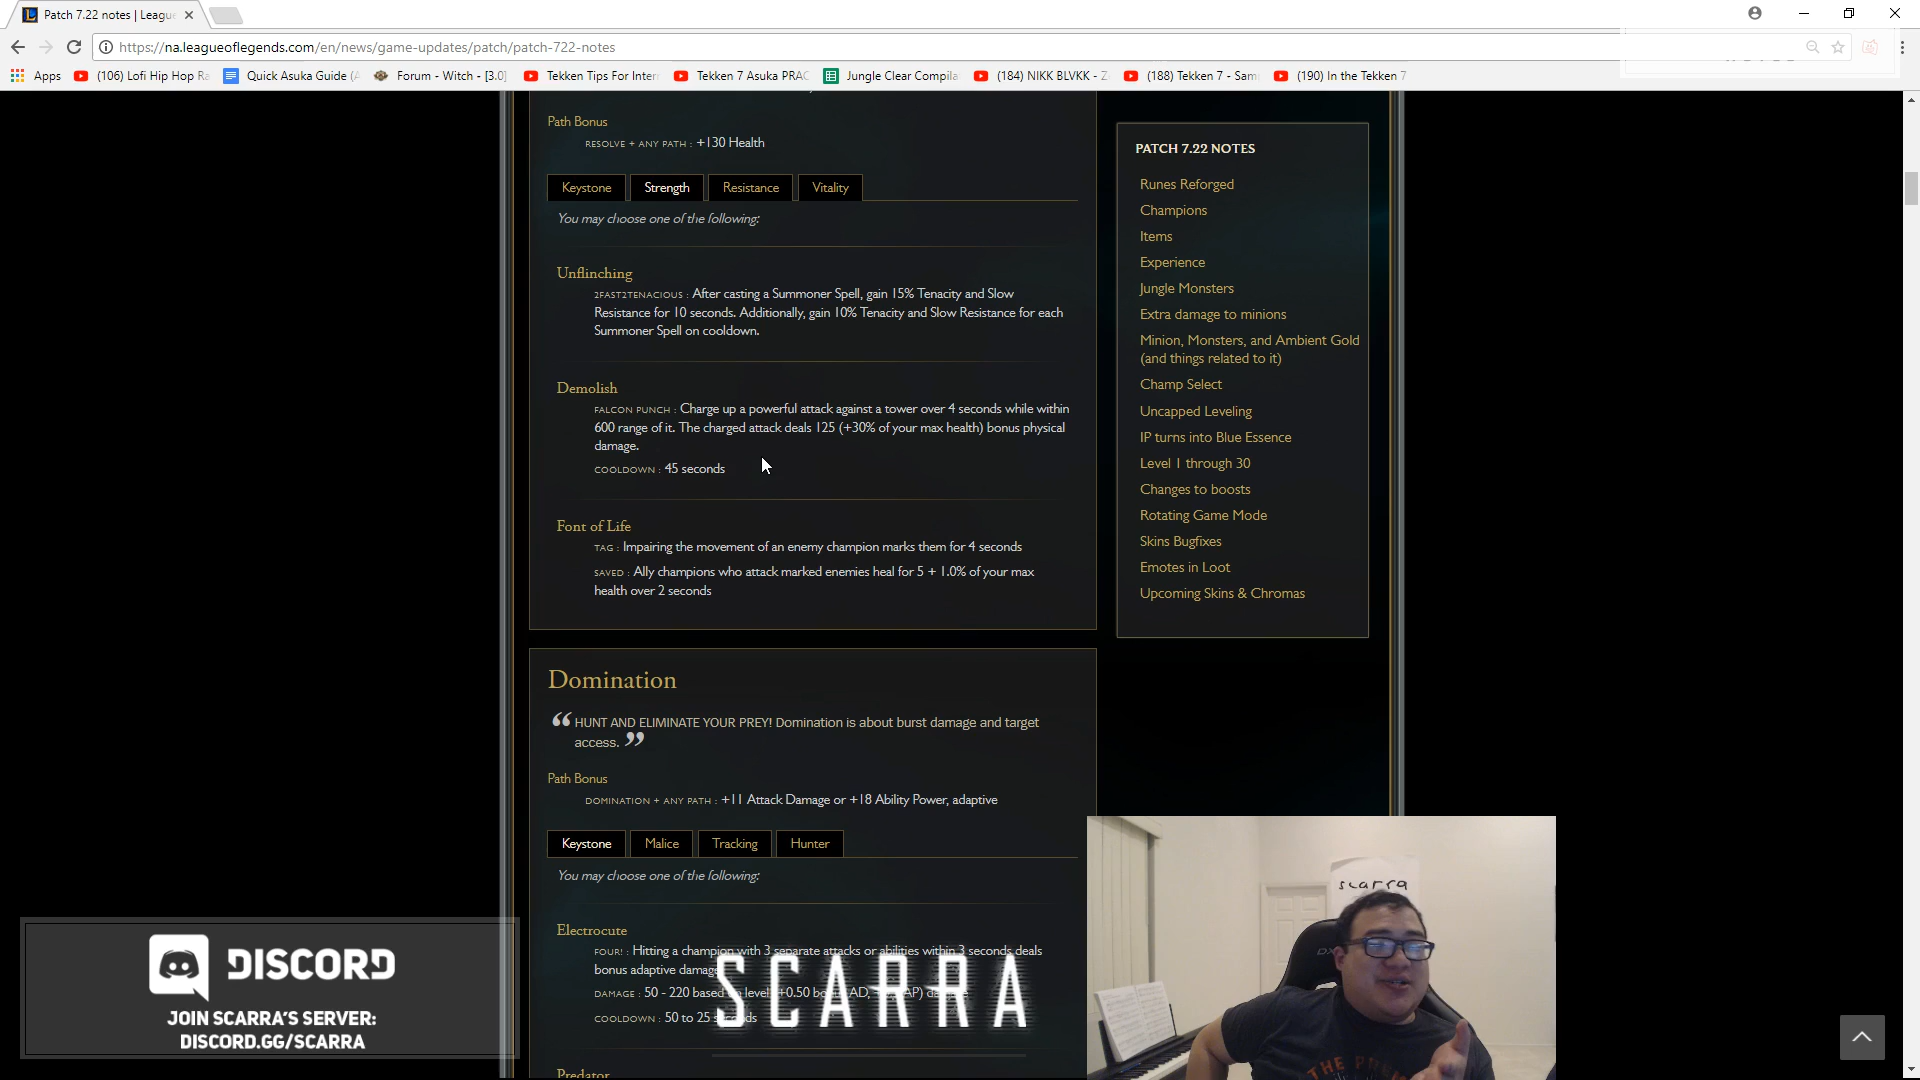 Patch 7.22 notes | Leagu
https://na.leagueoflegends.com/en/news/game-updates/patch/patch-722-notes
Apps
(106) Lofi Hip Hop Ra
Quick Asuka Guide (A
Forum - Witch - [3.0]
Tekken Tips For Inter
Tekken 7 Asuka PRAC
Jungle Clear Compila
(184) NIKK BLVKK - Z
(188) Tekken 7 - Sam
(190) In the Tekken 7
Path Bonus
RESOLVE + ANY PATH : +130 Health
Keystone Strength Resistance Vitality
You may choose one of the following:
Unflinching
2FAST2TENACIOUS : After casting a Summoner Spell, gain 15% Tenacity and Slow
Resistance for 10 seconds. Additionally, gain 10% Tenacity and Slow Resistance for each
Summoner Spell on cooldown.
Demolish
FALCON PUNCH : Charge up a powerful attack against a tower over 4 seconds while within
600 range of it. The charged attack deals 125 (+30% of your max health) bonus physical
damage.
COOLDOWN : 45 seconds
Font of Life
TAG : Impairing the movement of an enemy champion marks them for 4 seconds
SAVED : Ally champions who attack marked enemies heal for 5 + 1.0% of your max
health over 2 seconds
PATCH 7.22 NOTES
Runes Reforged
Champions
Items
Experience
Jungle Monsters
Extra damage to minions
Minion, Monsters, and Ambient Gold
(and things related to it)
Champ Select
Uncapped Leveling
IP turns into Blue Essence
Level 1 through 30
Changes to boosts
Rotating Game Mode
Skins Bugfixes
Emotes in Loot
Upcoming Skins & Chromas
Domination
“ HUNT AND ELIMINATE YOUR PREY! Domination is about burst damage and target
access. ”
Path Bonus
DOMINATION + ANY PATH : +11 Attack Damage or +18 Ability Power, adaptive
Keystone Malice Tracking Hunter
You may choose one of the following:
Electrocute
FOUR! : Hitting a champion with 3 separate attacks or abilities within 3 seconds deals
bonus adaptive damage
DAMAGE : 50 - 220 based on level (+0.50 bonus AD, AP) damage
COOLDOWN : 50 to 25 seconds
Predator
SCARRA
DISCORD
JOIN SCARRA'S SERVER:
DISCORD.GG/SCARRA
scarra